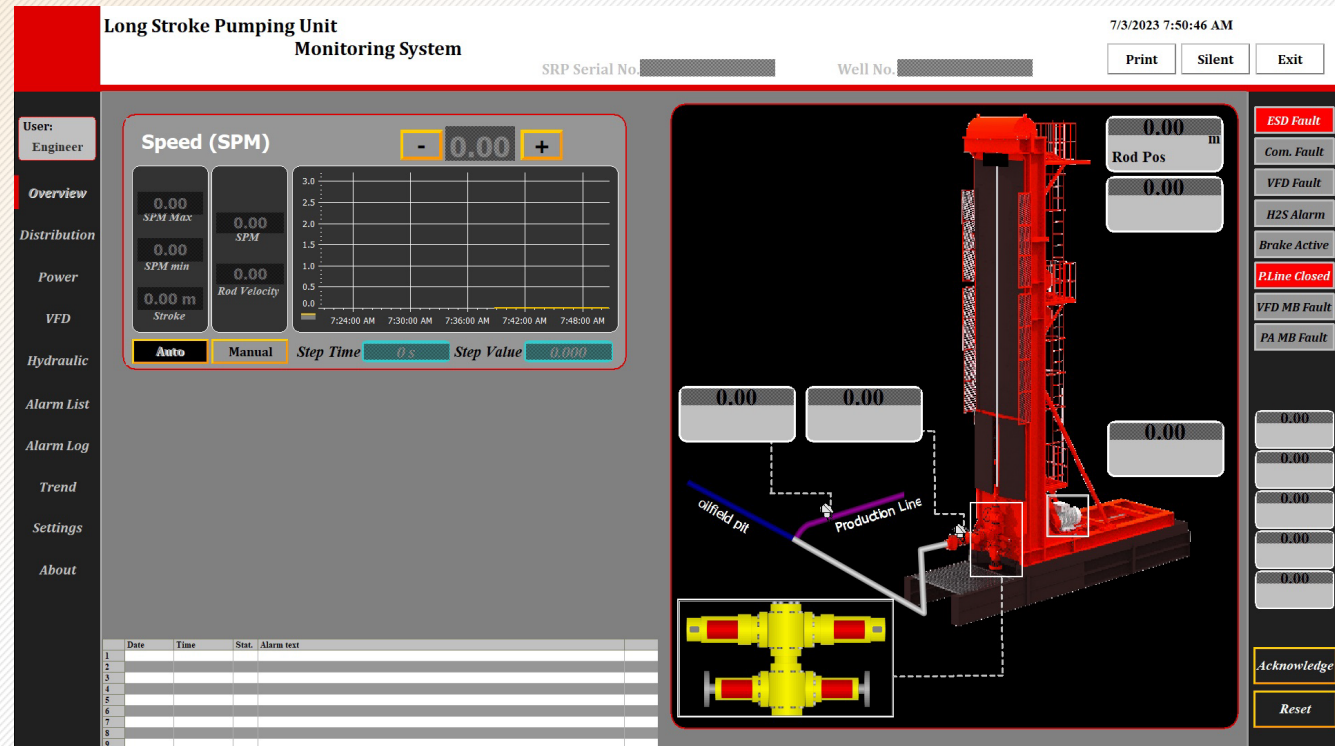 Long Stroke Pumping Unit
Monitoring System
7/3/2023 7:50:46 AM
SRP Serial No.
Well No.
Print
Silent
Exit
User:
Engineer
Overview
Distribution
Power
VFD
Hydraulic
Alarm List
Alarm Log
Trend
Settings
About
Speed (SPM)
-
0.00
+
0.00
SPM Max
0.00
SPM min
0.00 m
Stroke
0.00
SPM
0.00
Rod Velocity
3.0
2.5
2.0
1.5
1.0
0.5
0.0
7:24:00 AM 7:30:00 AM 7:36:00 AM 7:42:00 AM 7:48:00 AM
Auto
Manual
Step Time
0 s
Step Value
0.000
0.00
m
Rod Pos
0.00
0.00
0.00
0.00
oilfield pit
Production Line
ESD Fault
Com. Fault
VFD Fault
H2S Alarm
Brake Active
P.Line Closed
VFD MB Fault
PA MB Fault
0.00
0.00
0.00
0.00
0.00
Acknowledge
Reset
Date Time Stat. Alarm text
1
2
3
4
5
6
7
8
9